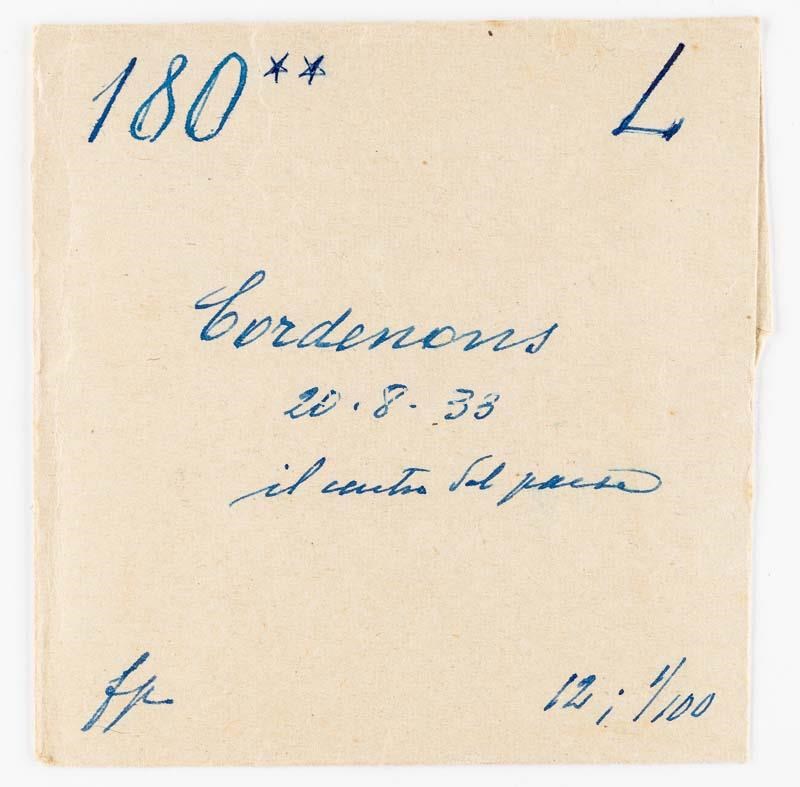 180** L
Cordenons
20.8.33
il centro del paese
fp.
12; 1/100